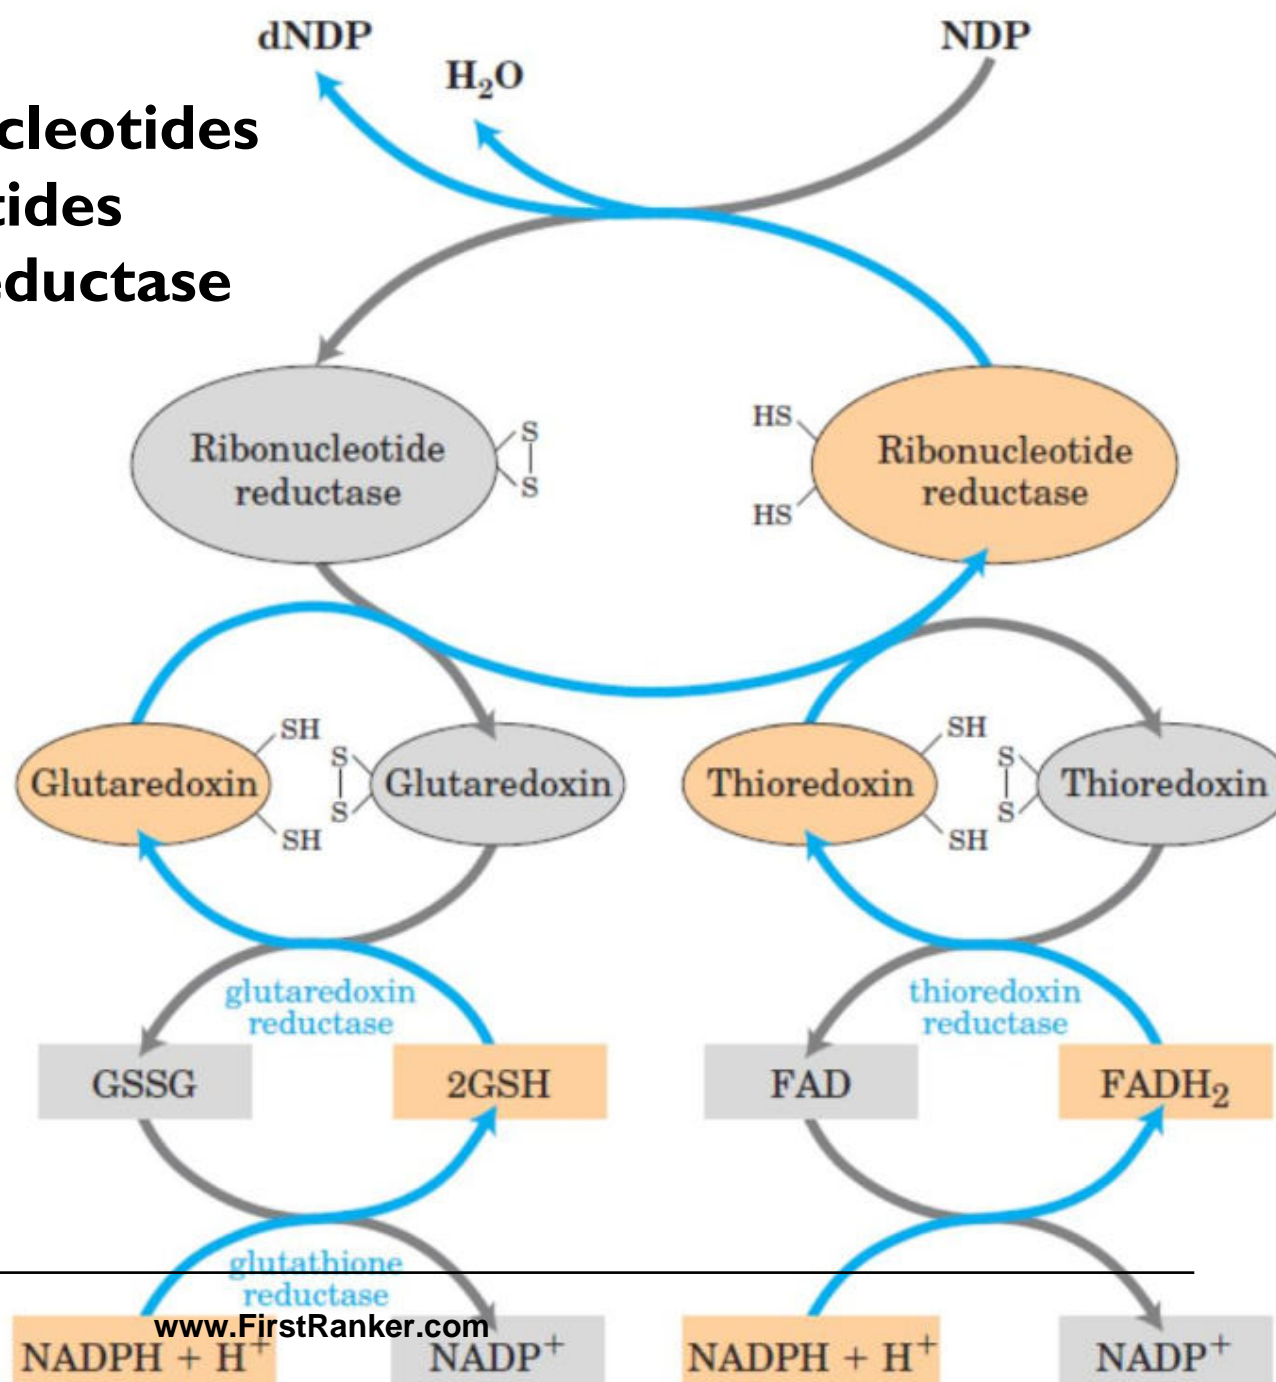 dNDP
NDP
H₂O
cleotides
tides
eductase
Ribonucleotide
reductase
S
S
HS
HS
Ribonucleotide
reductase
Glutaredoxin
SH
SH
S
S
Glutaredoxin
Thioredoxin
SH
SH
S
S
Thioredoxin
glutaredoxin
reductase
thioredoxin
reductase
GSSG
2GSH
FAD
FADH₂
glutathione
reductase
www.FirstRanker.com
NADPH + H⁺
NADP⁺
NADPH + H⁺
NADP⁺